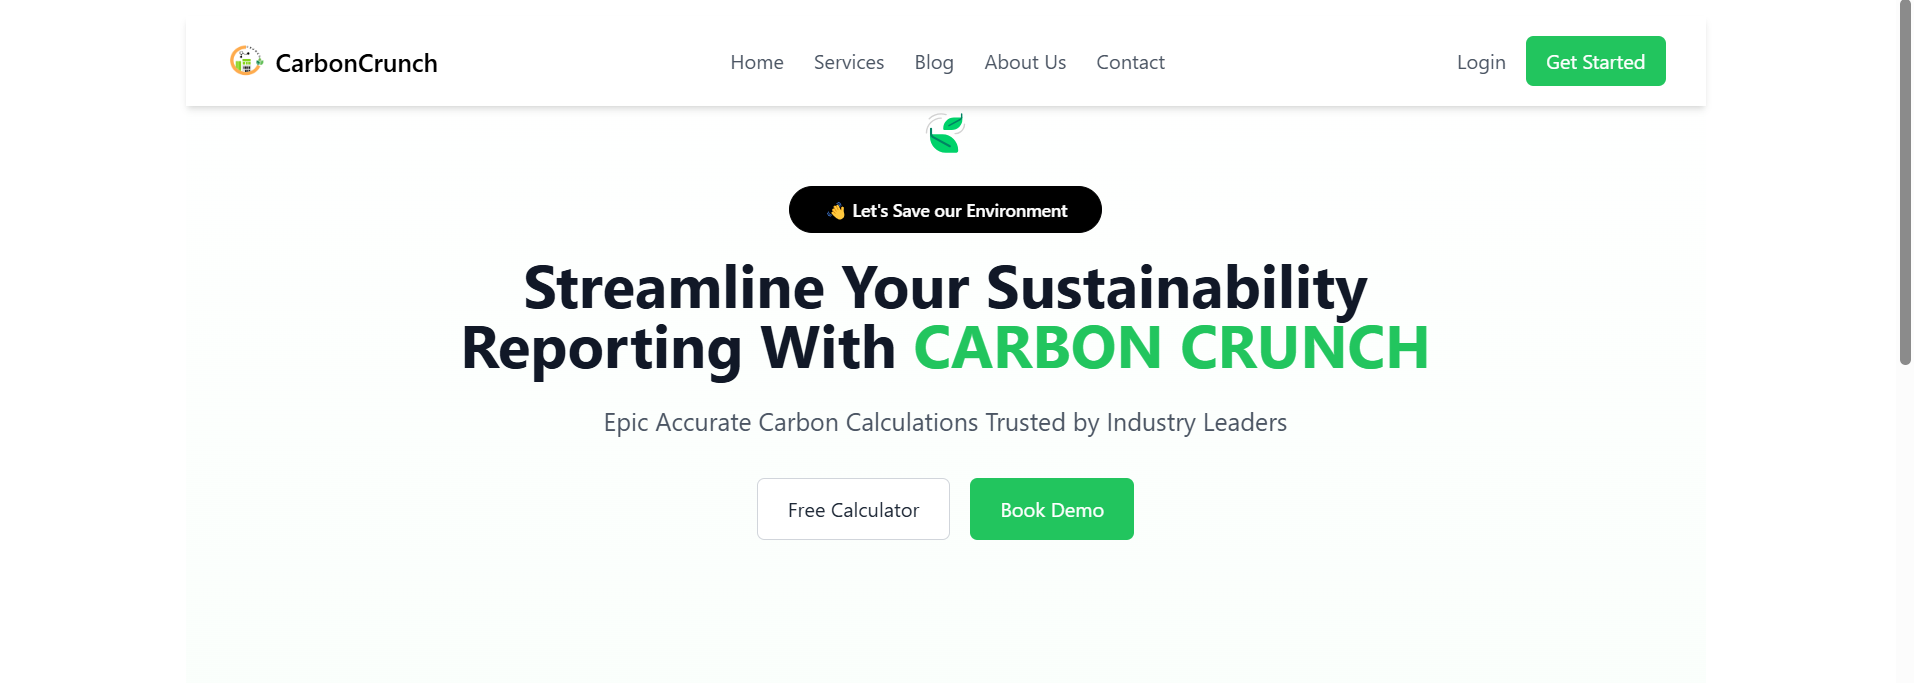 CarbonCrunch
Home
Services
Blog
About Us
Contact
Login
Get Started
👋 Let's Save our Environment
Streamline Your Sustainability
Reporting With CARBON CRUNCH
Epic Accurate Carbon Calculations Trusted by Industry Leaders
Free Calculator
Book Demo